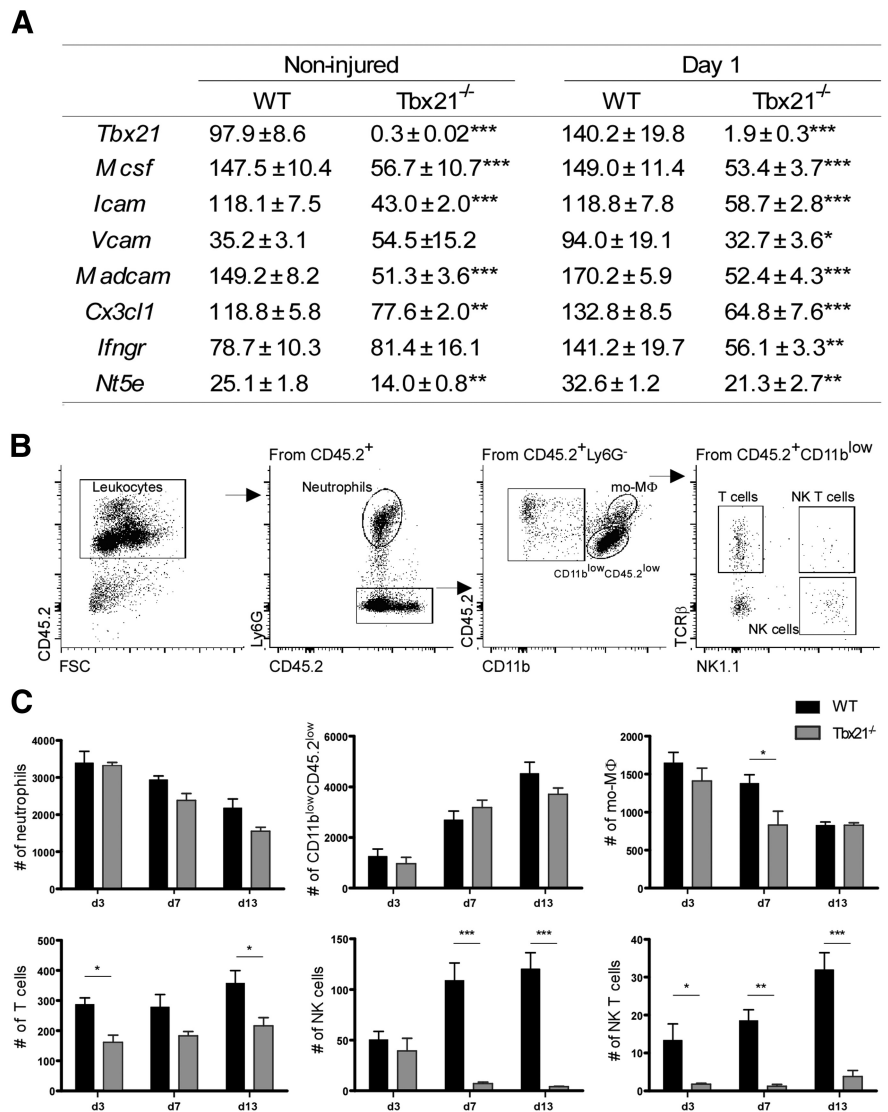 A
Non-injured Day 1
WT Tbx21-/- WT Tbx21-/-
Tbx21 97.9±8.6 0.3±0.02*** 140.2±19.8 1.9±0.3***
Mcsf 147.5±10.4 56.7±10.7*** 149.0±11.4 53.4±3.7***
Icam 118.1±7.5 43.0±2.0*** 118.8±7.8 58.7±2.8***
Vcam 35.2±3.1 54.5±15.2 94.0±19.1 32.7±3.6*
Madcam 149.2±8.2 51.3±3.6*** 170.2±5.9 52.4±4.3***
Cx3cl1 118.8±5.8 77.6±2.0** 132.8±8.5 64.8±7.6***
Ifngr 78.7±10.3 81.4±16.1 141.2±19.7 56.1±3.3**
Nt5e 25.1±1.8 14.0±0.8** 32.6±1.2 21.3±2.7**
B
From CD45.2+ From CD45.2+Ly6G- From CD45.2+CD11blow
Leukocytes Neutrophils mo-MΦ T cells NK T cells
CD11blowCD45.2low
NK cells
CD45.2 Ly6G CD45.2 TCRβ
FSC CD45.2 CD11b NK1.1
C
WT
Tbx21-/-
# of neutrophils
4000
3000
2000
1000
0
d3 d7 d13
# of CD11blowCD45.2low
6000
4000
2000
0
d3 d7 d13
# of mo-MΦ
2000
1500
1000
500
0
*
d3 d7 d13
# of T cells
500
400
300
200
100
0
* *
d3 d7 d13
# of NK cells
150
100
50
0
*** ***
d3 d7 d13
# of NK T cells
40
30
20
10
0
* ** ***
d3 d7 d13